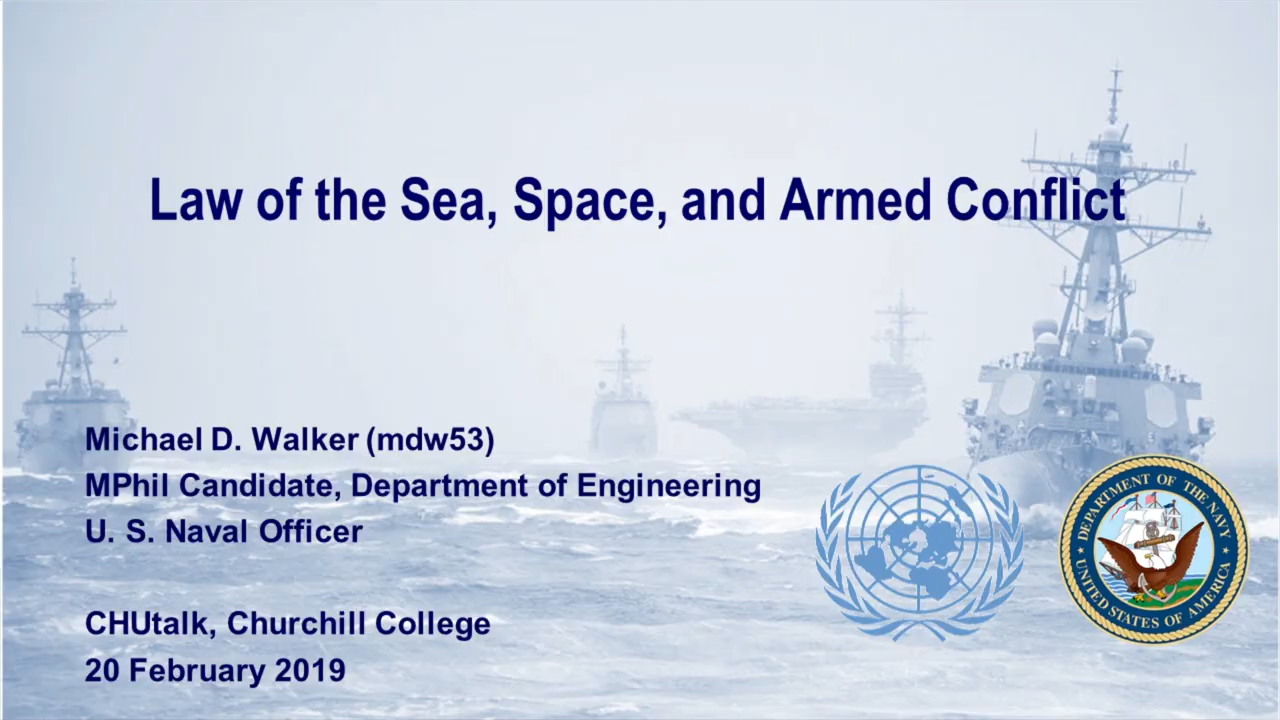 Law of the Sea, Space, and Armed Conflict
Michael D. Walker (mdw53)
MPhil Candidate, Department of Engineering
U. S. Naval Officer
CHUtalk, Churchill College
20 February 2019
DEPARTMENT OF THE NAVY
UNITED STATES OF AMERICA